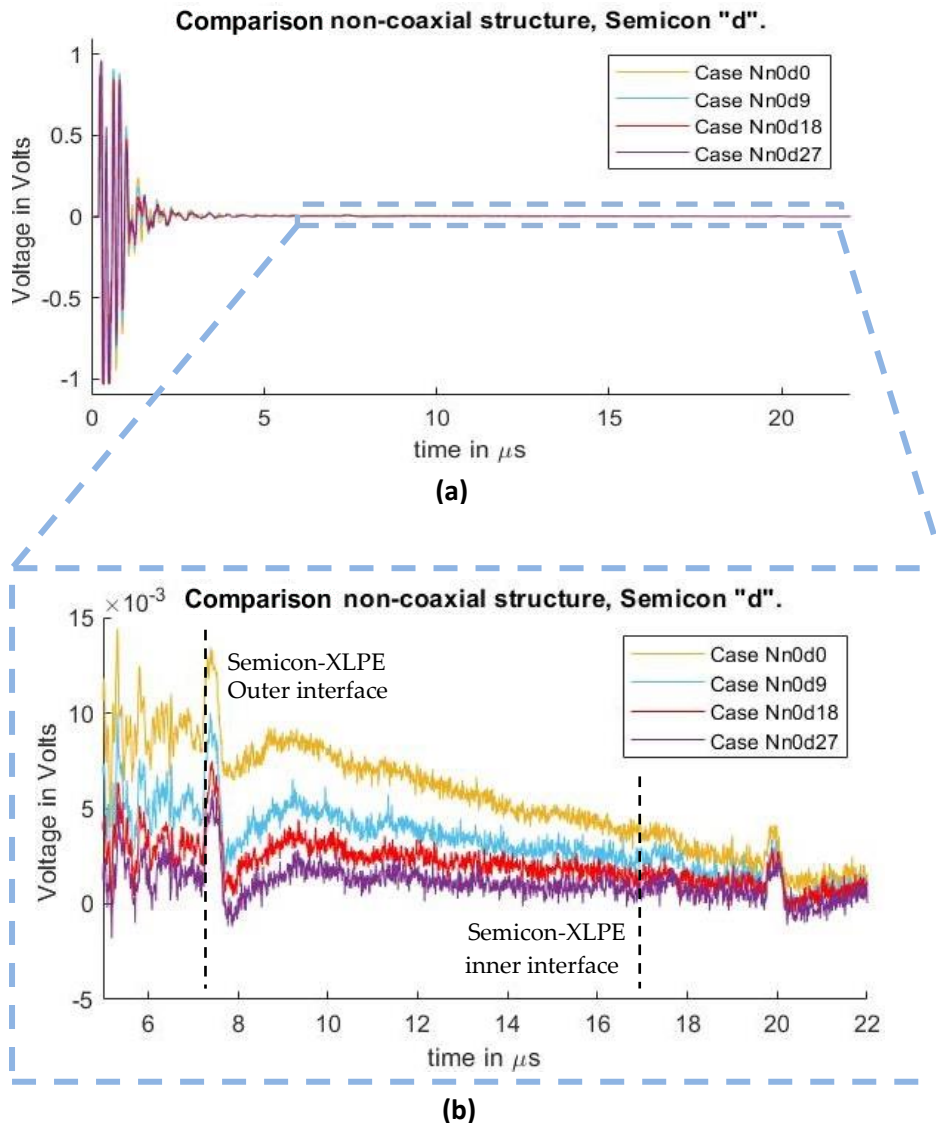 Comparison non-coaxial structure, Semicon "d".
Case Nn0d0
Case Nn0d9
Case Nn0d18
Case Nn0d27
Voltage in Volts
1
0.5
0
-0.5
-1
0 5 10 15 20
time in μs
(a)
×10⁻³
Comparison non-coaxial structure, Semicon "d".
Semicon-XLPE
Outer interface
Case Nn0d0
Case Nn0d9
Case Nn0d18
Case Nn0d27
Voltage in Volts
15
10
5
0
-5
Semicon-XLPE
inner interface
6 8 10 12 14 16 18 20 22
time in μs
(b)